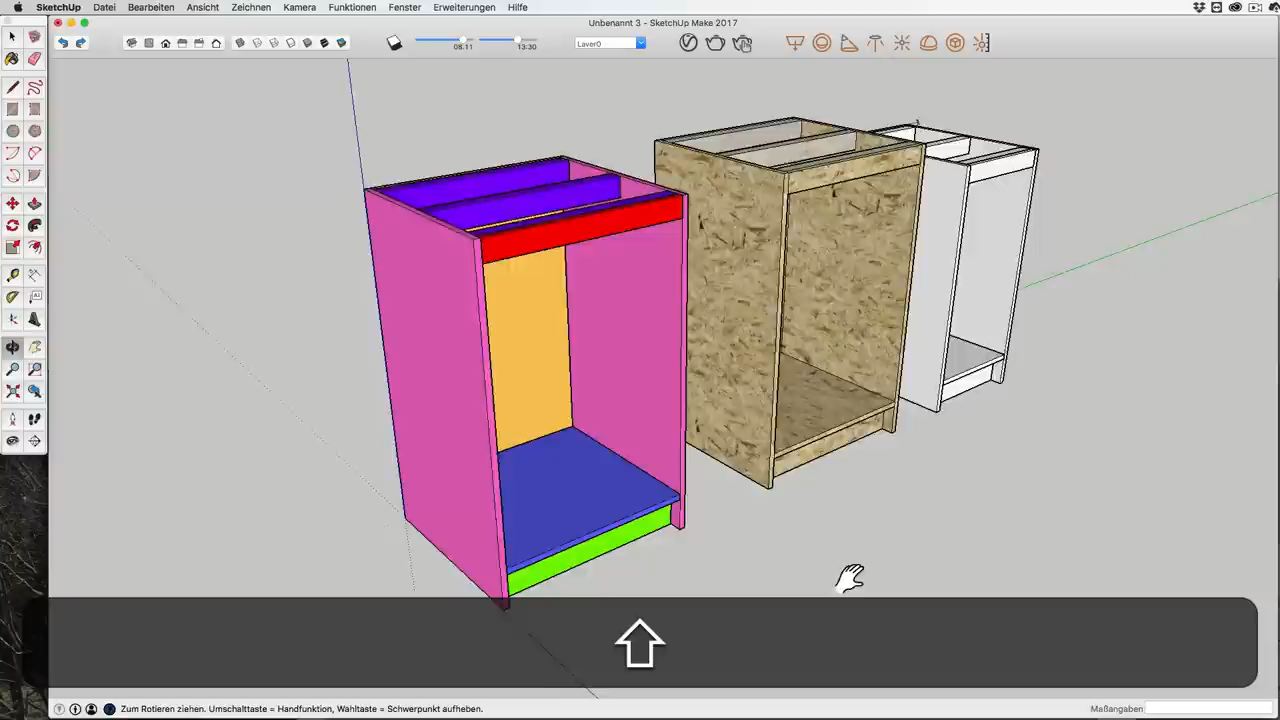 SketchUp Datei Bearbeiten Ansicht Zeichnen Kamera Funktionen Fenster Erweiterungen Hilfe
Unbenannt 3 - SketchUp Make 2017
08:11 13:30 Layer0
Zum Rotieren ziehen. Umschalttaste = Handfunktion, Wahltaste = Schwerpunkt aufheben. Maßangaben